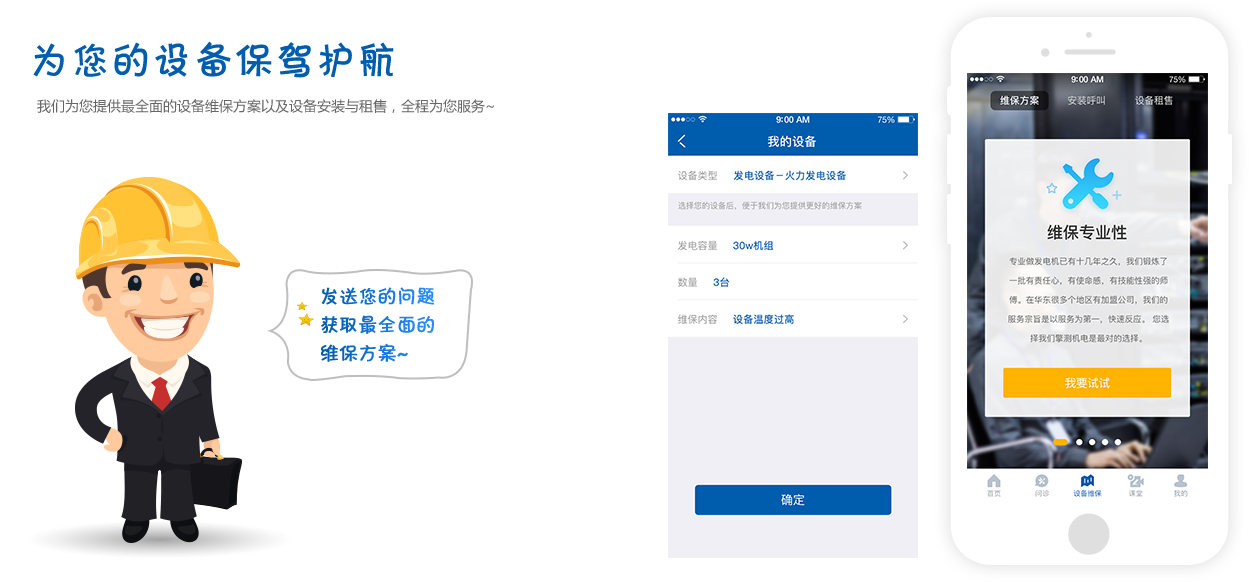 为您的设备保驾护航
我们为您提供最全面的设备维保方案以及设备安装与租售，全程为您服务~
发送您的问题
获取最全面的
维保方案~
9:00 AM 75%
我的设备
设备类型 发电设备－火力发电设备
选择您的设备后，便于我们为您提供更好的维保方案
发电容量 30w机组
数量 3台
维保内容 设备温度过高
确定
9:00 AM 75%
维保方案 安装呼叫 设备租售
维保专业性
专业做发电机已有十几年之久，我们锻炼了
一批有责任心，有使命感，有技能性强的师
傅。在华东很多个地区有加盟公司，我们的
服务宗旨是以服务为第一，快速反应。 您选
择我们擎测机电是最对的选择。
我要试试
首页 问诊 设备维保 课堂 我的